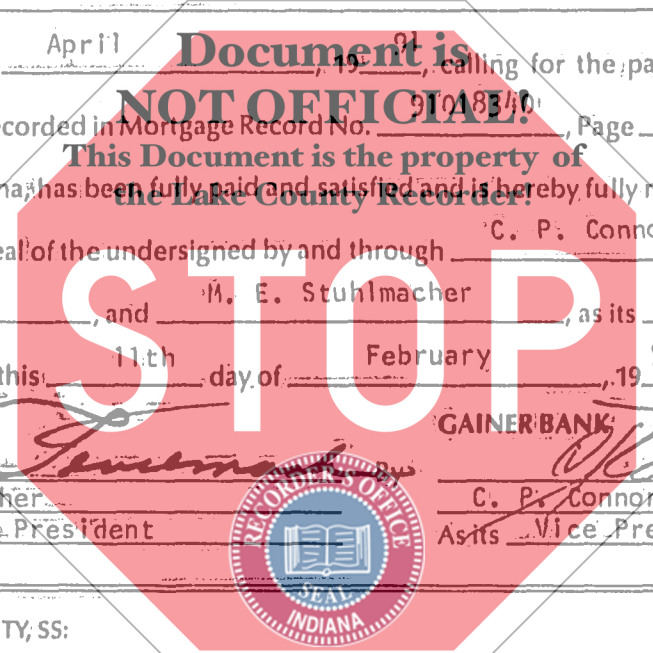 April , 19 91 , calling for the pa
Document is
NOT OFFICIAL!
ecorded in Mortgage Record No. 91018340 , Page
This Document is the property of
na, has been fully paid and satisfied and is hereby fully r
the Lake County Recorder!
eal of the undersigned by and through C. P. Conno
STOP
, and M. E. Stuhlmacher , as its
this 11th day of February , 19
GAINER BANK
By
her C. P. Connor
e President As its Vice Pre
RECORDER'S OFFICE
SEAL
INDIANA
TY, SS: